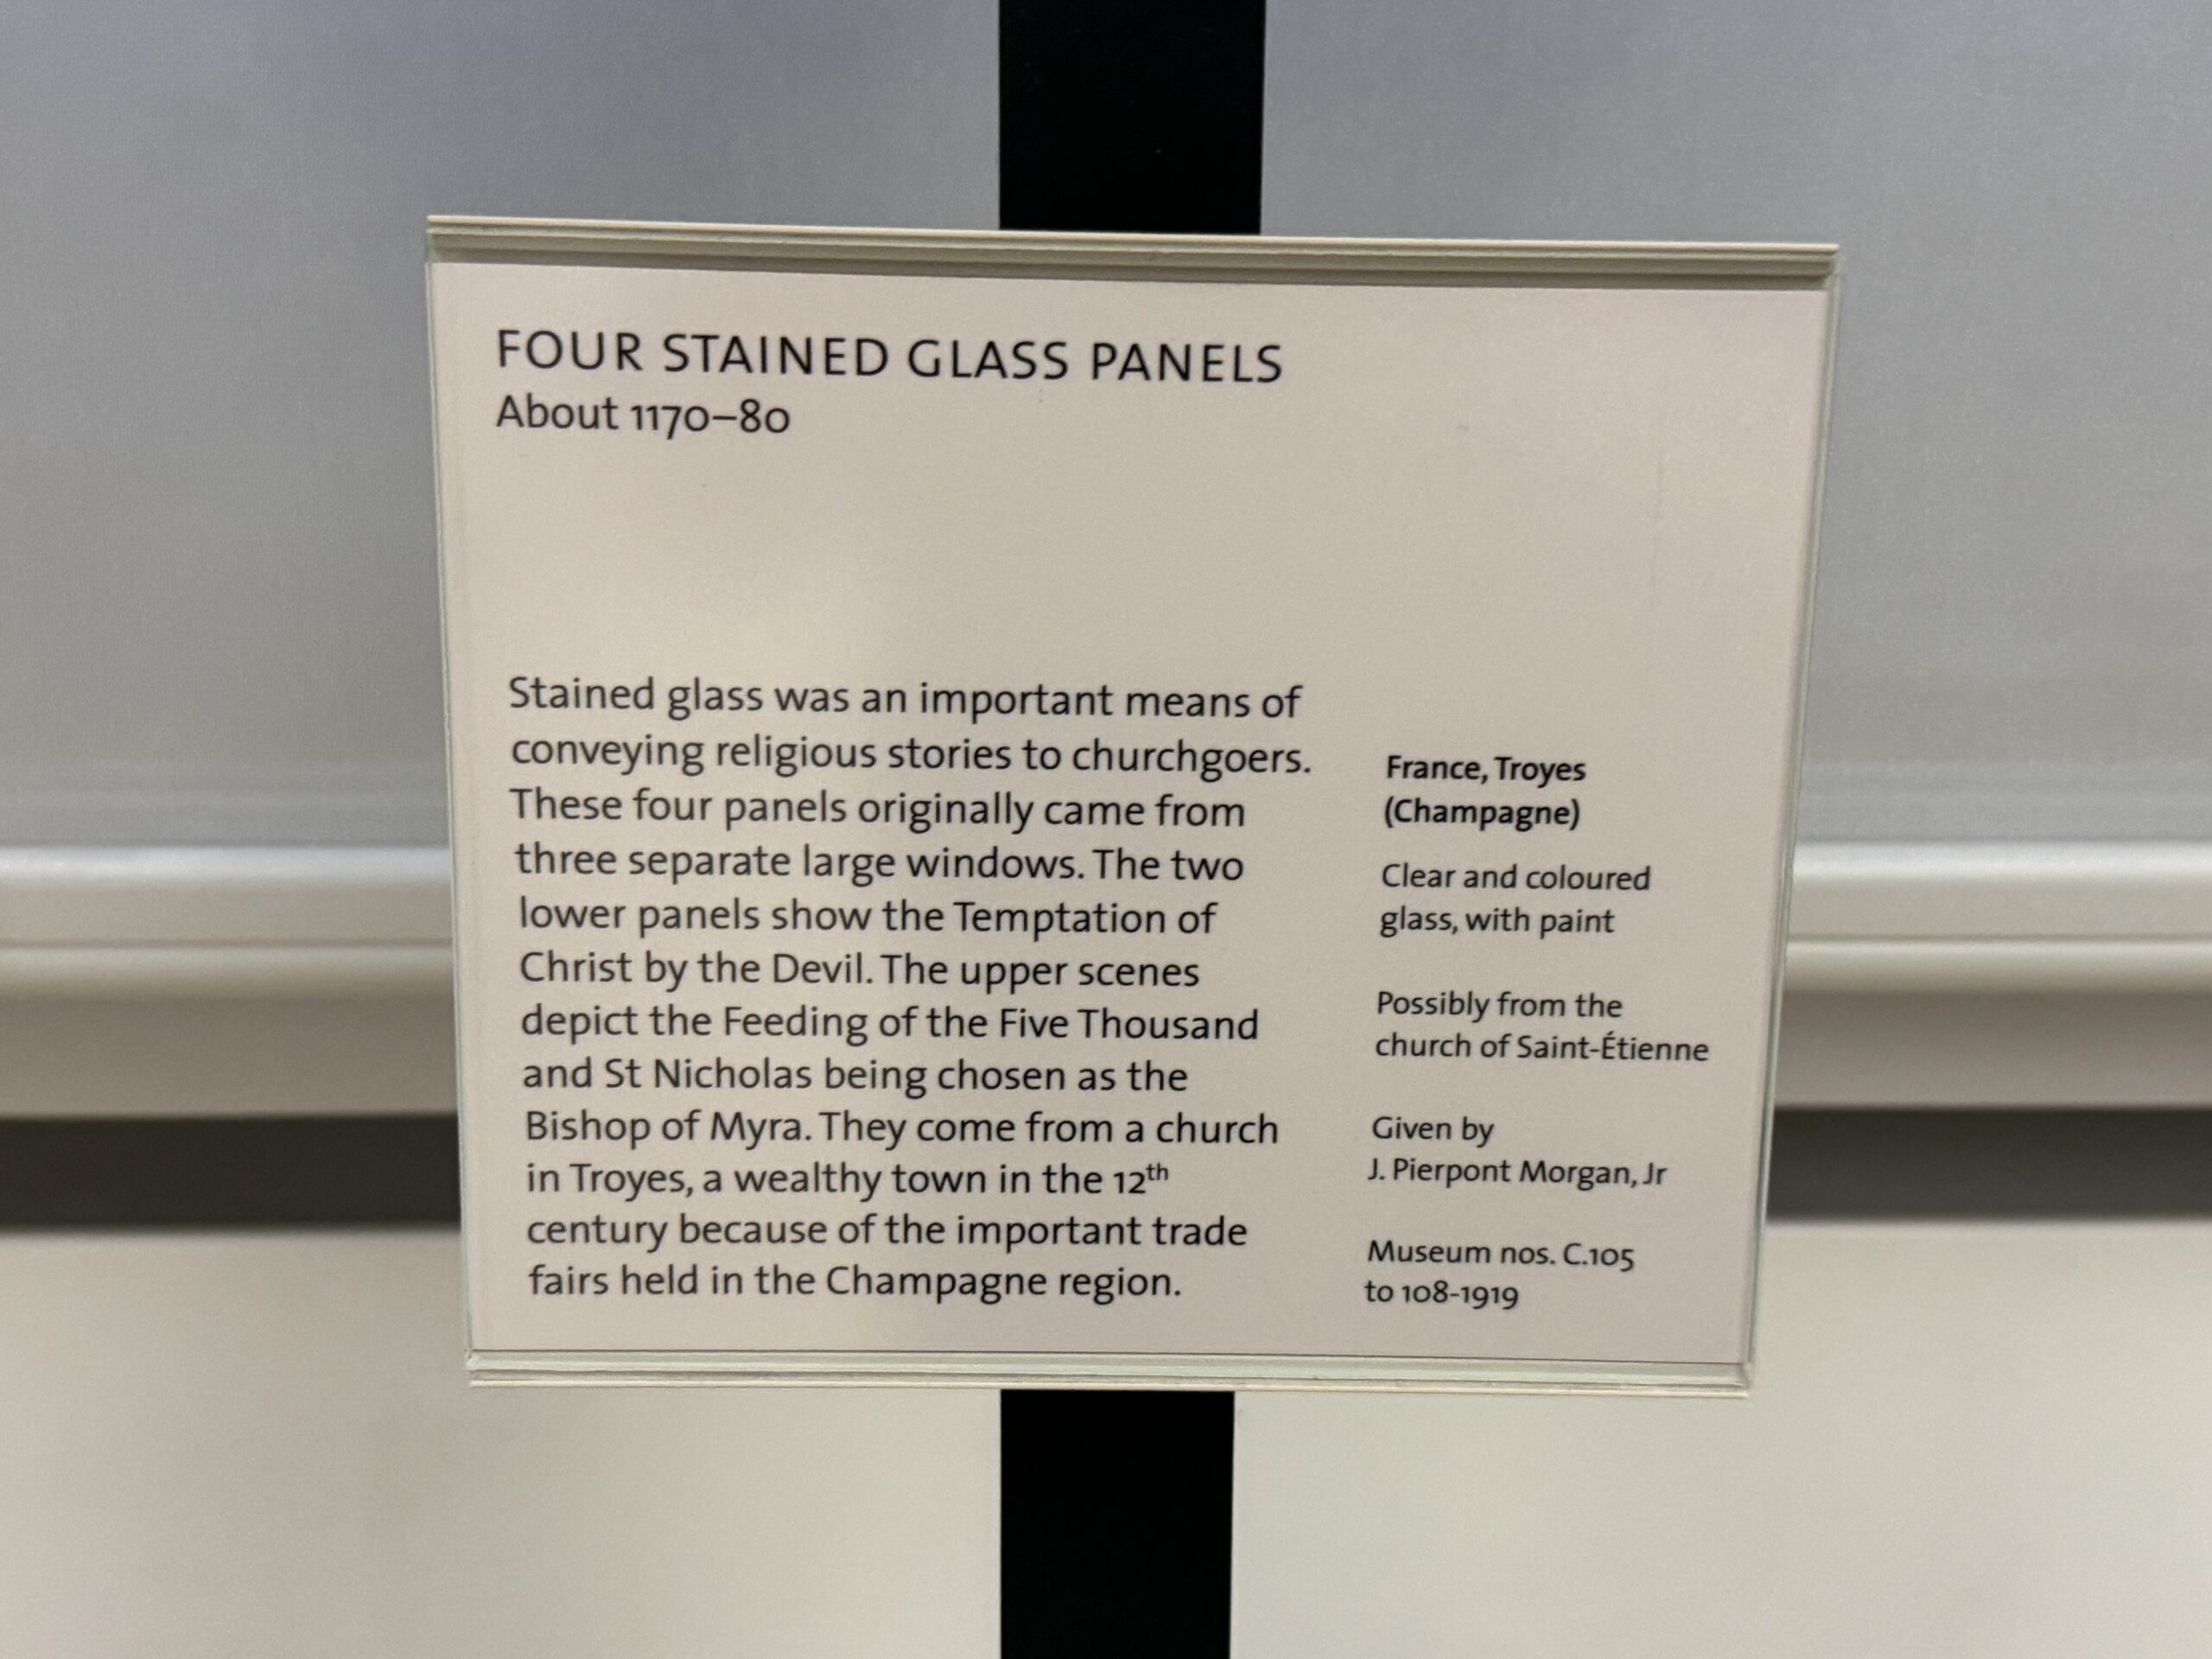 FOUR STAINED GLASS PANELS
About 1170–80
Stained glass was an important means of
conveying religious stories to churchgoers.
These four panels originally came from
three separate large windows. The two
lower panels show the Temptation of
Christ by the Devil. The upper scenes
depict the Feeding of the Five Thousand
and St Nicholas being chosen as the
Bishop of Myra. They come from a church
in Troyes, a wealthy town in the 12th
century because of the important trade
fairs held in the Champagne region.
France, Troyes
(Champagne)
Clear and coloured
glass, with paint
Possibly from the
church of Saint-Étienne
Given by
J. Pierpont Morgan, Jr
Museum nos. C.105
to 108-1919